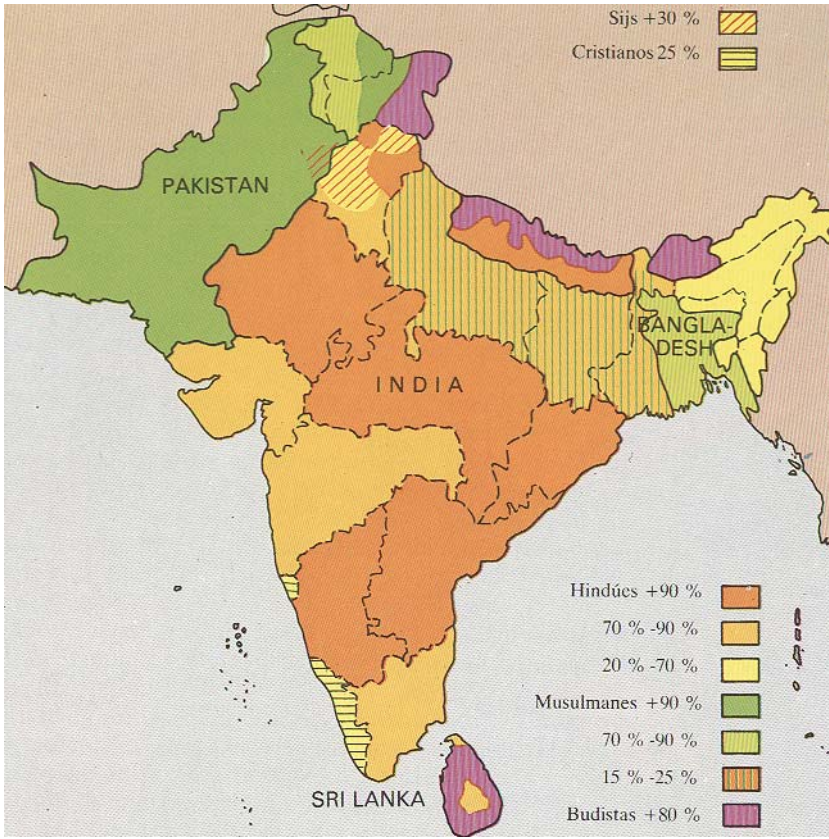 Sijs +30 %
Cristianos 25 %
PAKISTAN
BANGLA-
DESH
INDIA
Hindúes +90 %
70 % -90 %
20 % -70 %
Musulmanes +90 %
70 % -90 %
15 % -25 %
SRI LANKA
Budistas +80 %